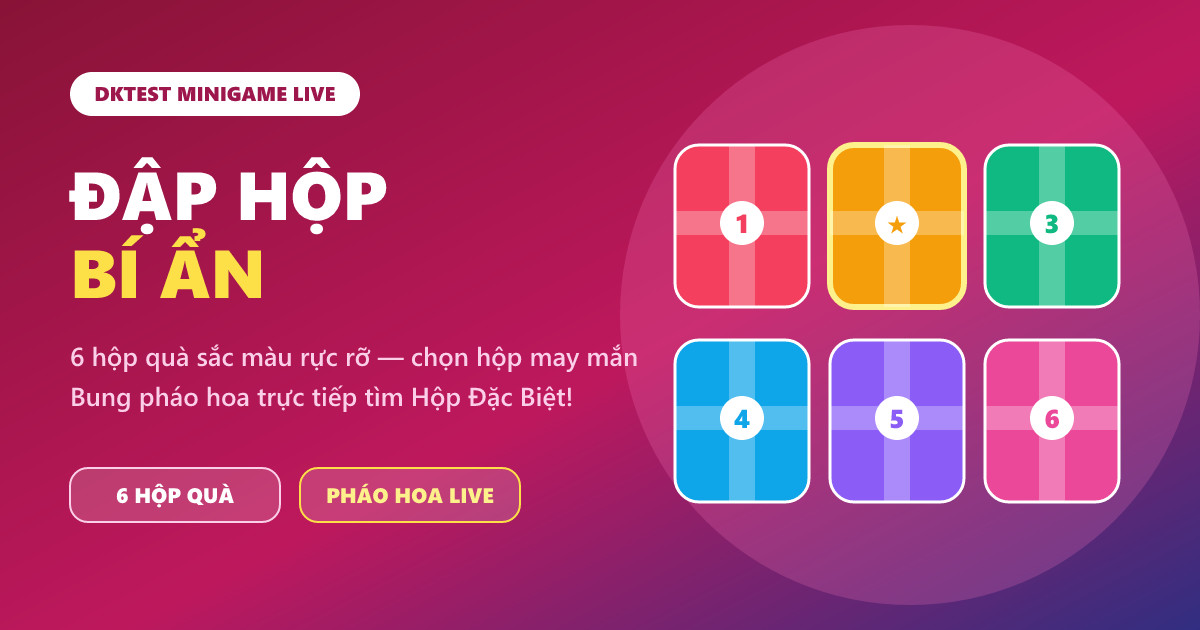 DKTEST MINIGAME LIVE
ĐẬP HỘP
BÍ ẨN
6 hộp quà sắc màu rực rỡ — chọn hộp may mắn
Bung pháo hoa trực tiếp tìm Hộp Đặc Biệt!
6 HỘP QUÀ
PHÁO HOA LIVE
1
★
3
4
5
6